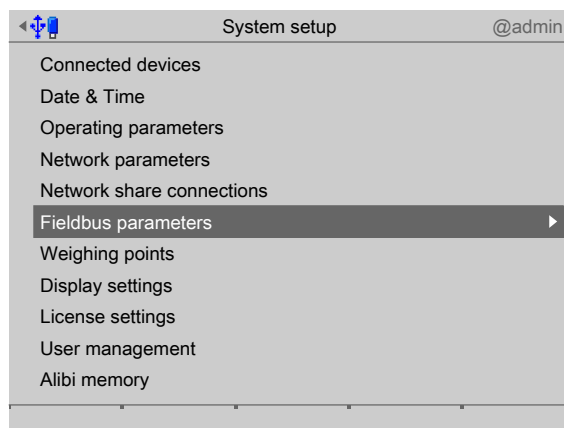 System setup @admin
Connected devices
Date & Time
Operating parameters
Network parameters
Network share connections
Fieldbus parameters
Weighing points
Display settings
License settings
User management
Alibi memory